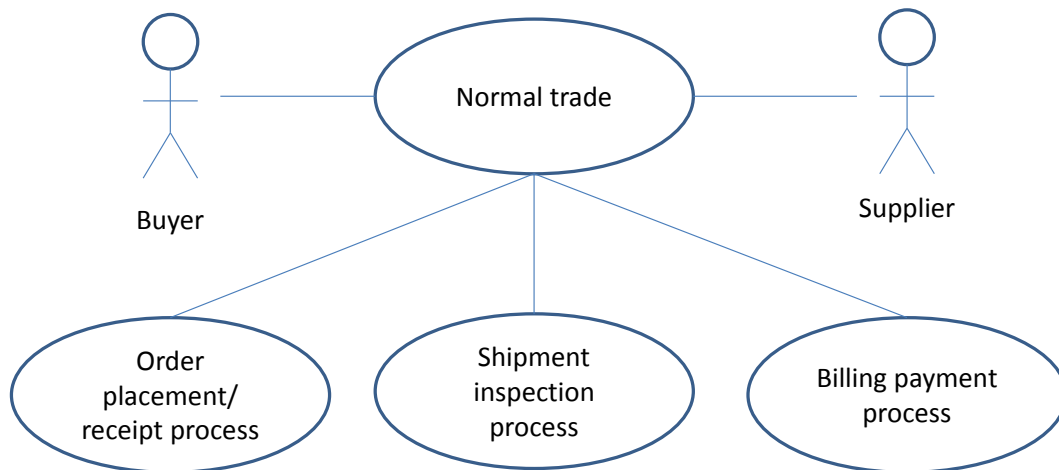 Normal trade
Buyer
Supplier
Order
placement/
receipt process
Shipment
inspection
process
Billing payment
process